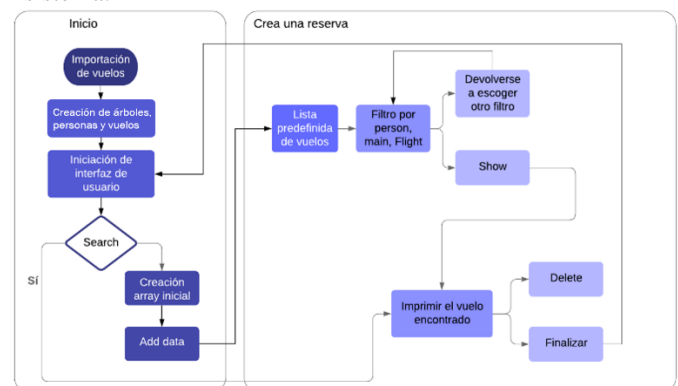 Inicio
Crea una reserva
Importación
de vuelos
Creación de árboles,
personas y vuelos
Iniciación de
interfaz de
usuario
Search
Sí
Creación
array inicial
Add data
Lista
predefinida
de vuelos
Filtro por
person,
main, Flight
Devolverse
a escoger
otro filtro
Show
Imprimir el vuelo
encontrado
Delete
Finalizar